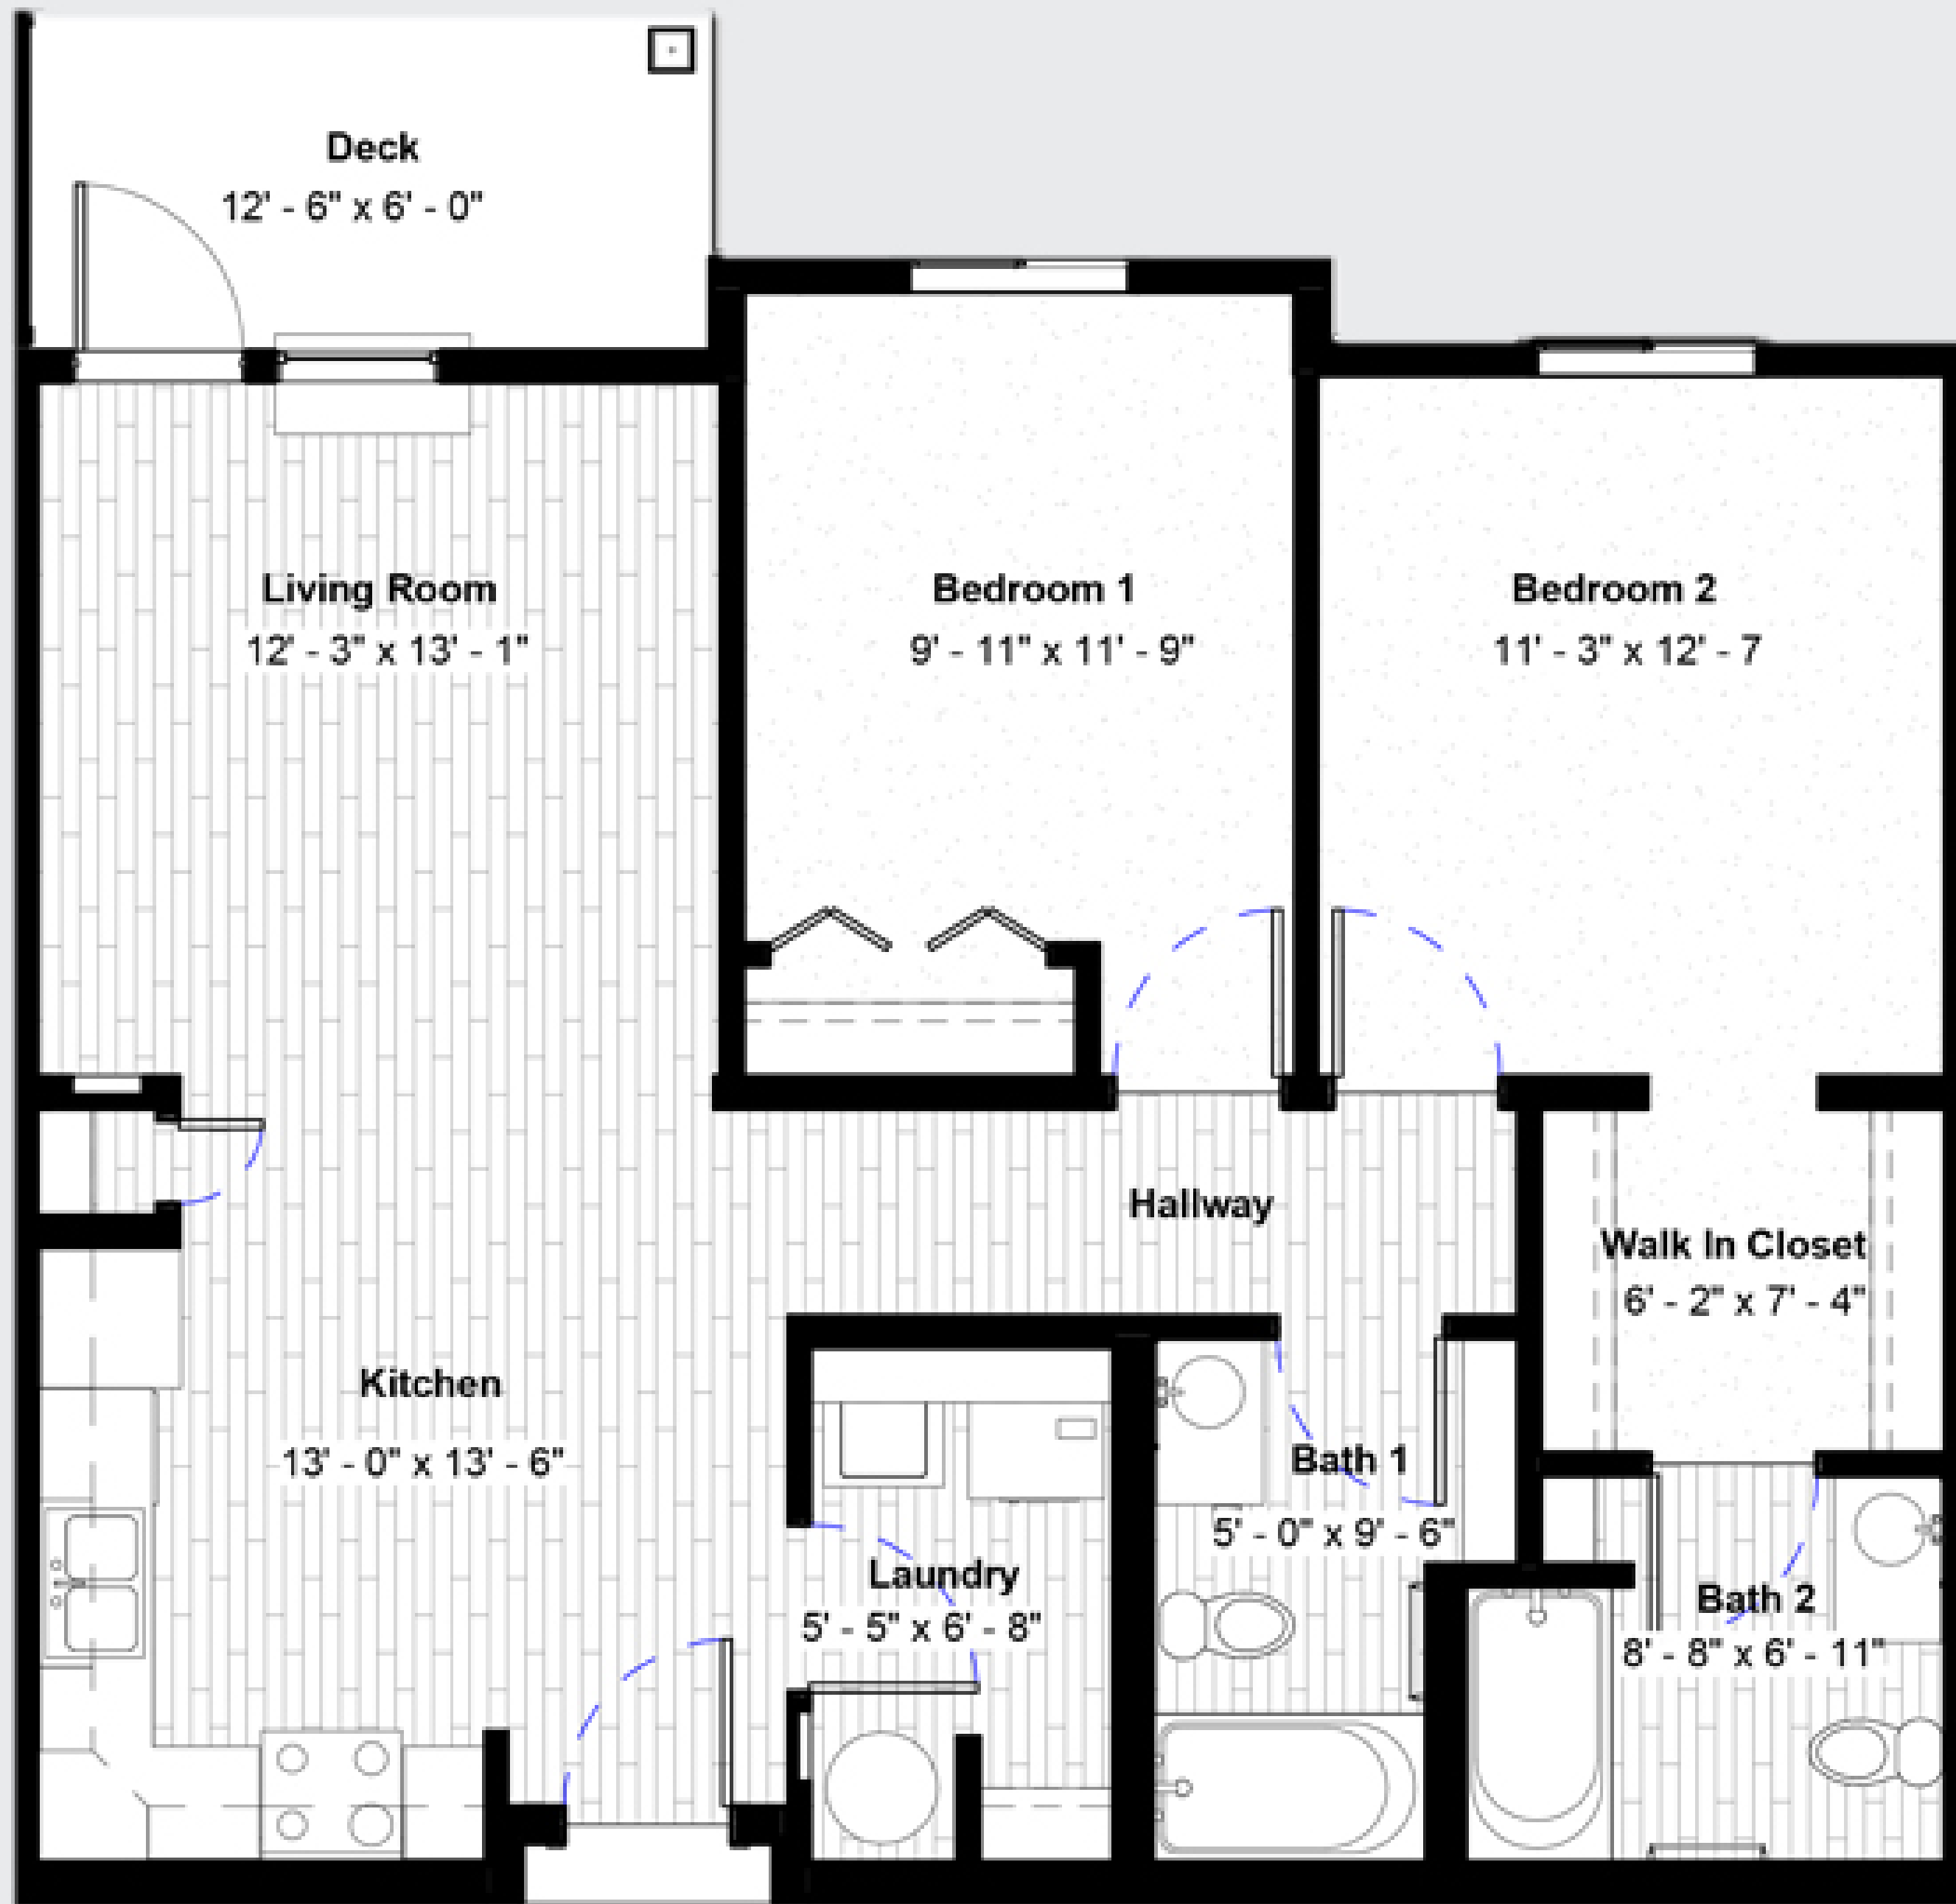 Deck
12' - 6" x 6' - 0"
Living Room
12' - 3" x 13' - 1"
Bedroom 1
9' - 11" x 11' - 9"
Bedroom 2
11' - 3" x 12' - 7
Hallway
Walk In Closet
6' - 2" x 7' - 4"
Kitchen
13' - 0" x 13' - 6"
Bath 1
5' - 0" x 9' - 6"
Laundry
5' - 5" x 6' - 8"
Bath 2
8' - 8" x 6' - 11"